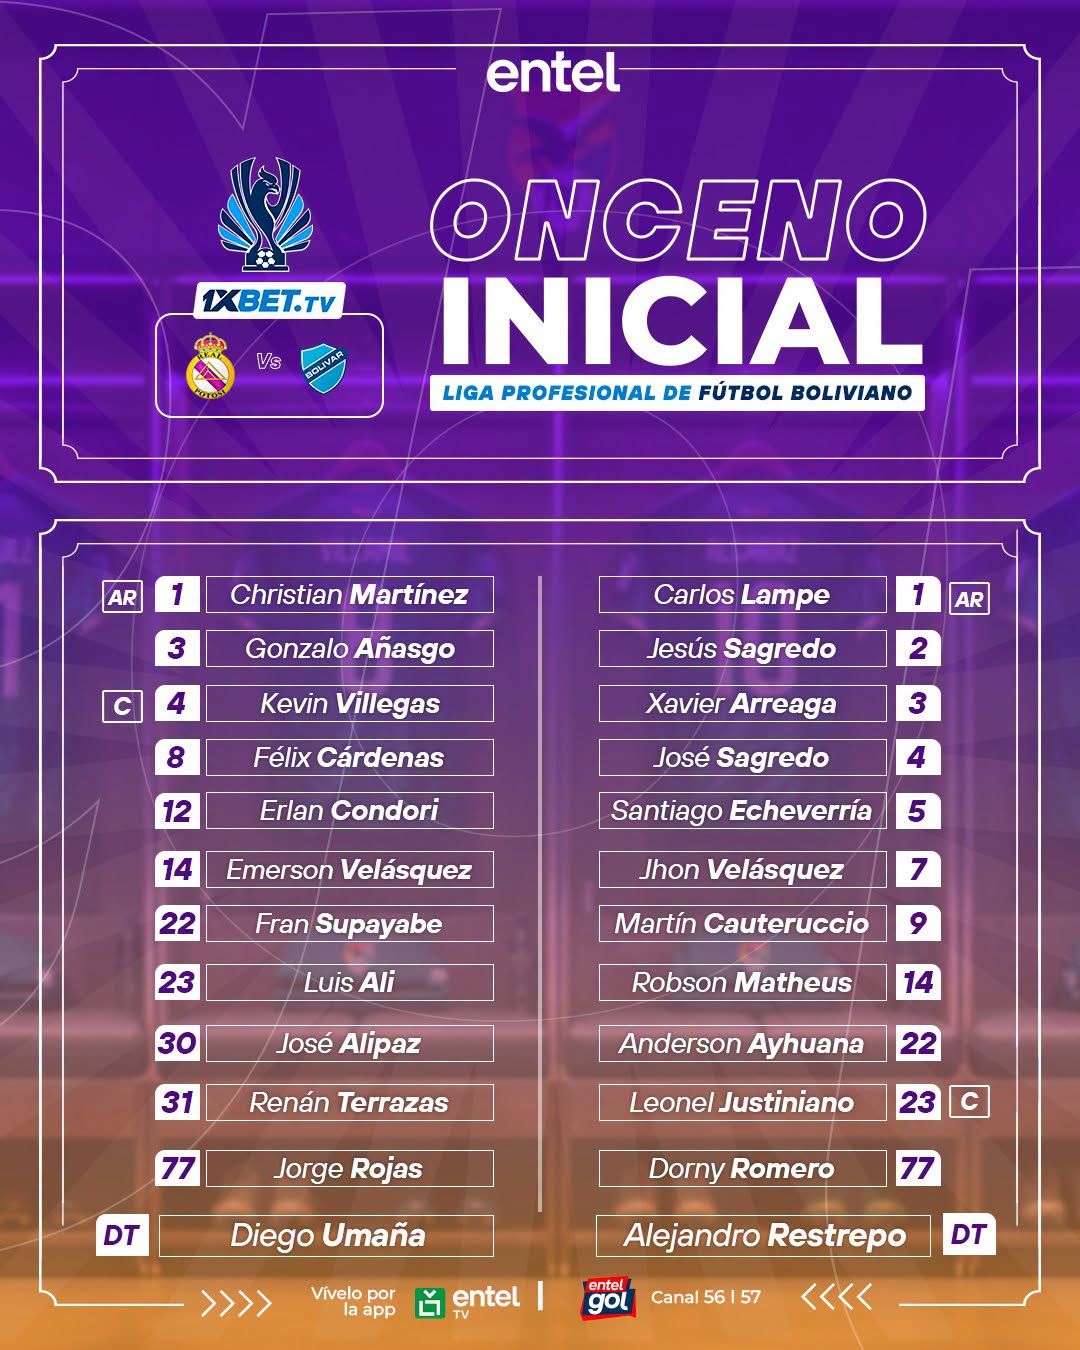 entel
ONCENO
INICIAL
LIGA PROFESIONAL DE FÚTBOL BOLIVIANO
1XBET.TV
REAL
POTOSÍ
Vs
BOLIVAR
AR 1 Christian Martínez
3 Gonzalo Añasgo
C 4 Kevin Villegas
8 Félix Cárdenas
12 Erlan Condori
14 Emerson Velásquez
22 Fran Supayabe
23 Luis Ali
30 José Alipaz
31 Renán Terrazas
77 Jorge Rojas
DT Diego Umaña
Carlos Lampe 1 AR
Jesús Sagredo 2
Xavier Arreaga 3
José Sagredo 4
Santiago Echeverría 5
Jhon Velásquez 7
Martín Cauteruccio 9
Robson Matheus 14
Anderson Ayhuana 22
Leonel Justiniano 23 C
Dorny Romero 77
Alejandro Restrepo DT
Vívelo por
la app
entel
TV
entel
gol
Canal 56 | 57